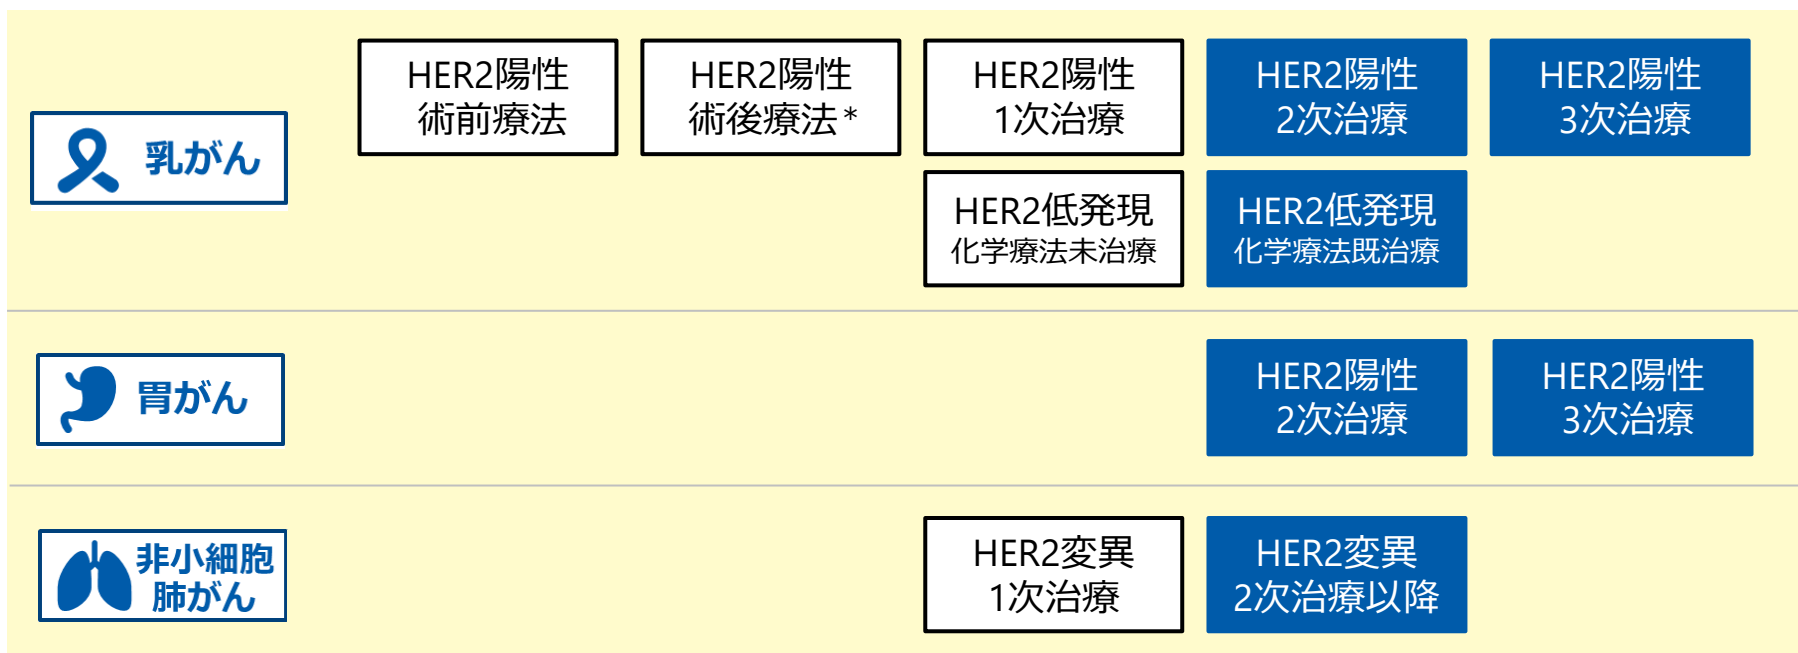 乳がん
HER2陽性
術前療法
HER2陽性
術後療法*
HER2陽性
1次治療
HER2陽性
2次治療
HER2陽性
3次治療
HER2低発現
化学療法未治療
HER2低発現
化学療法既治療
胃がん
HER2陽性
2次治療
HER2陽性
3次治療
非小細胞
肺がん
HER2変異
1次治療
HER2変異
2次治療以降